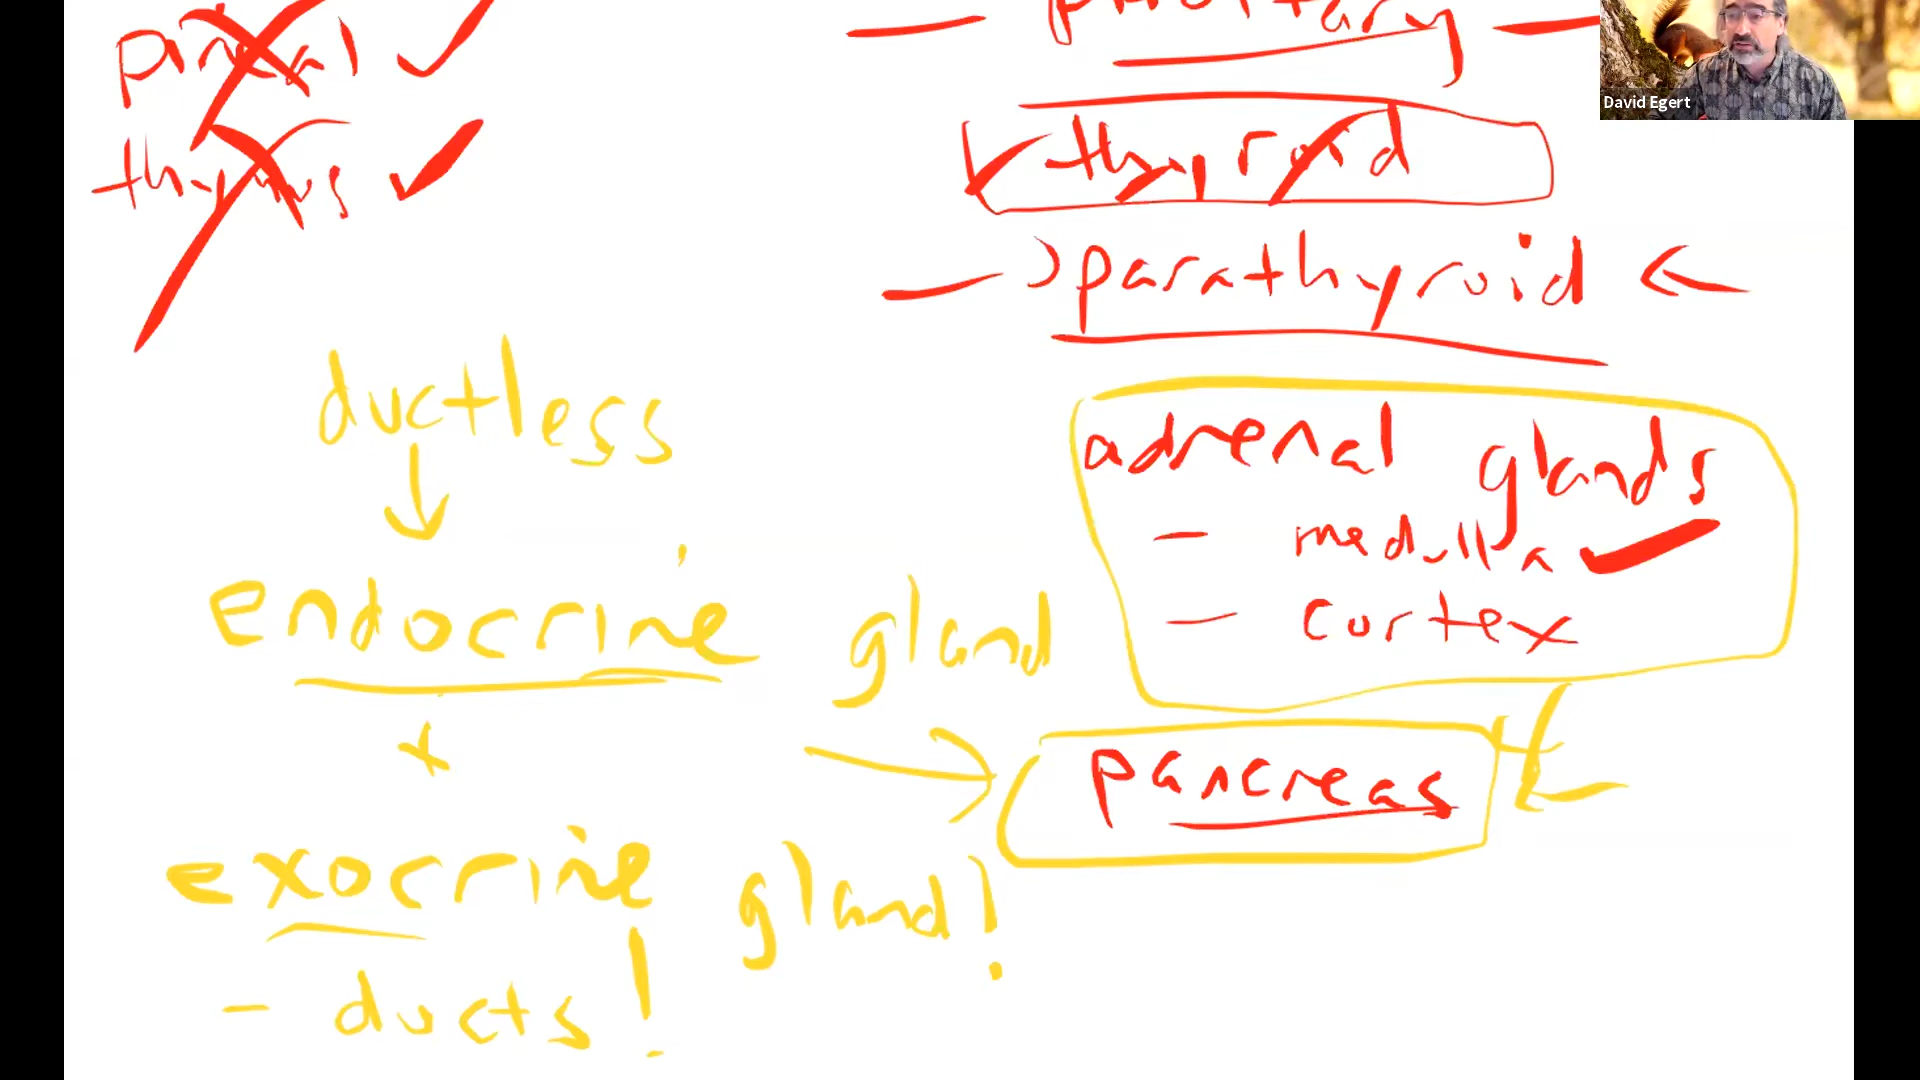 pineal
thymus
pituitary
thyroid
parathyroid
adrenal glands
- medulla
- cortex
pancreas
ductless
endocrine gland
exocrine gland!
- ducts!
David Egert